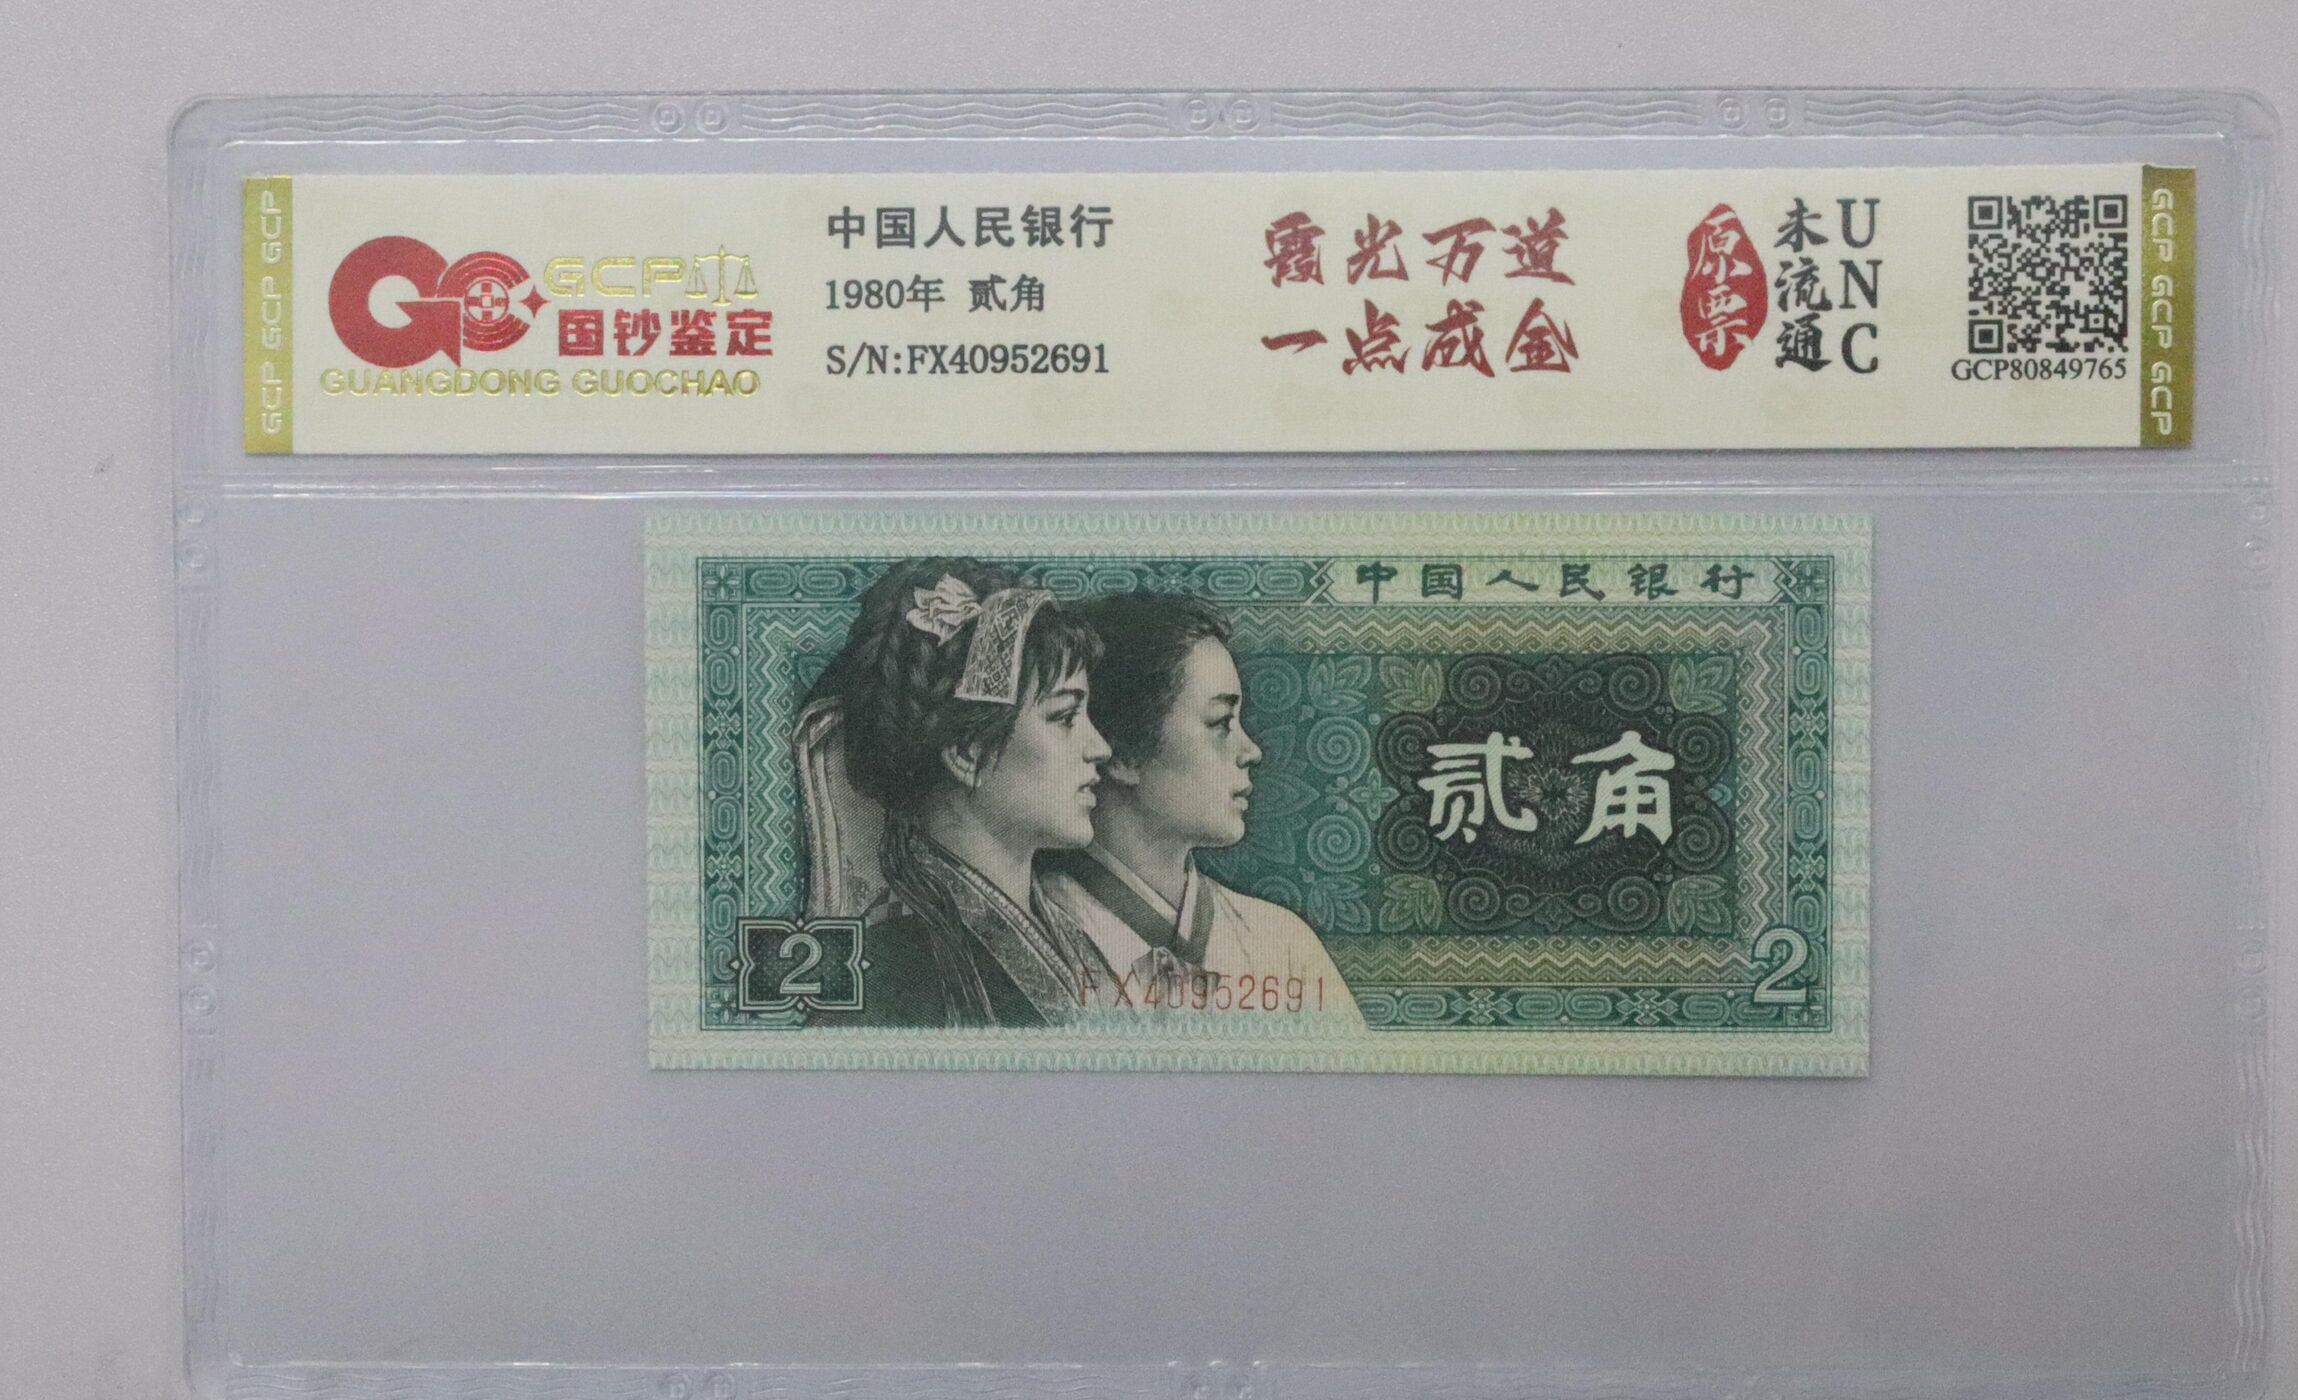 GCP GCP GCP
GCP
国钞鉴定
GUANGDONG GUOCHAO
中国人民银行
1980年 贰角
S/N:FX40952691
霞光万道
一点成金
原票
未流通
UNC
GCP80849765
GCP GCP GCP
中国人民银行
贰角
2
FX40952691
2